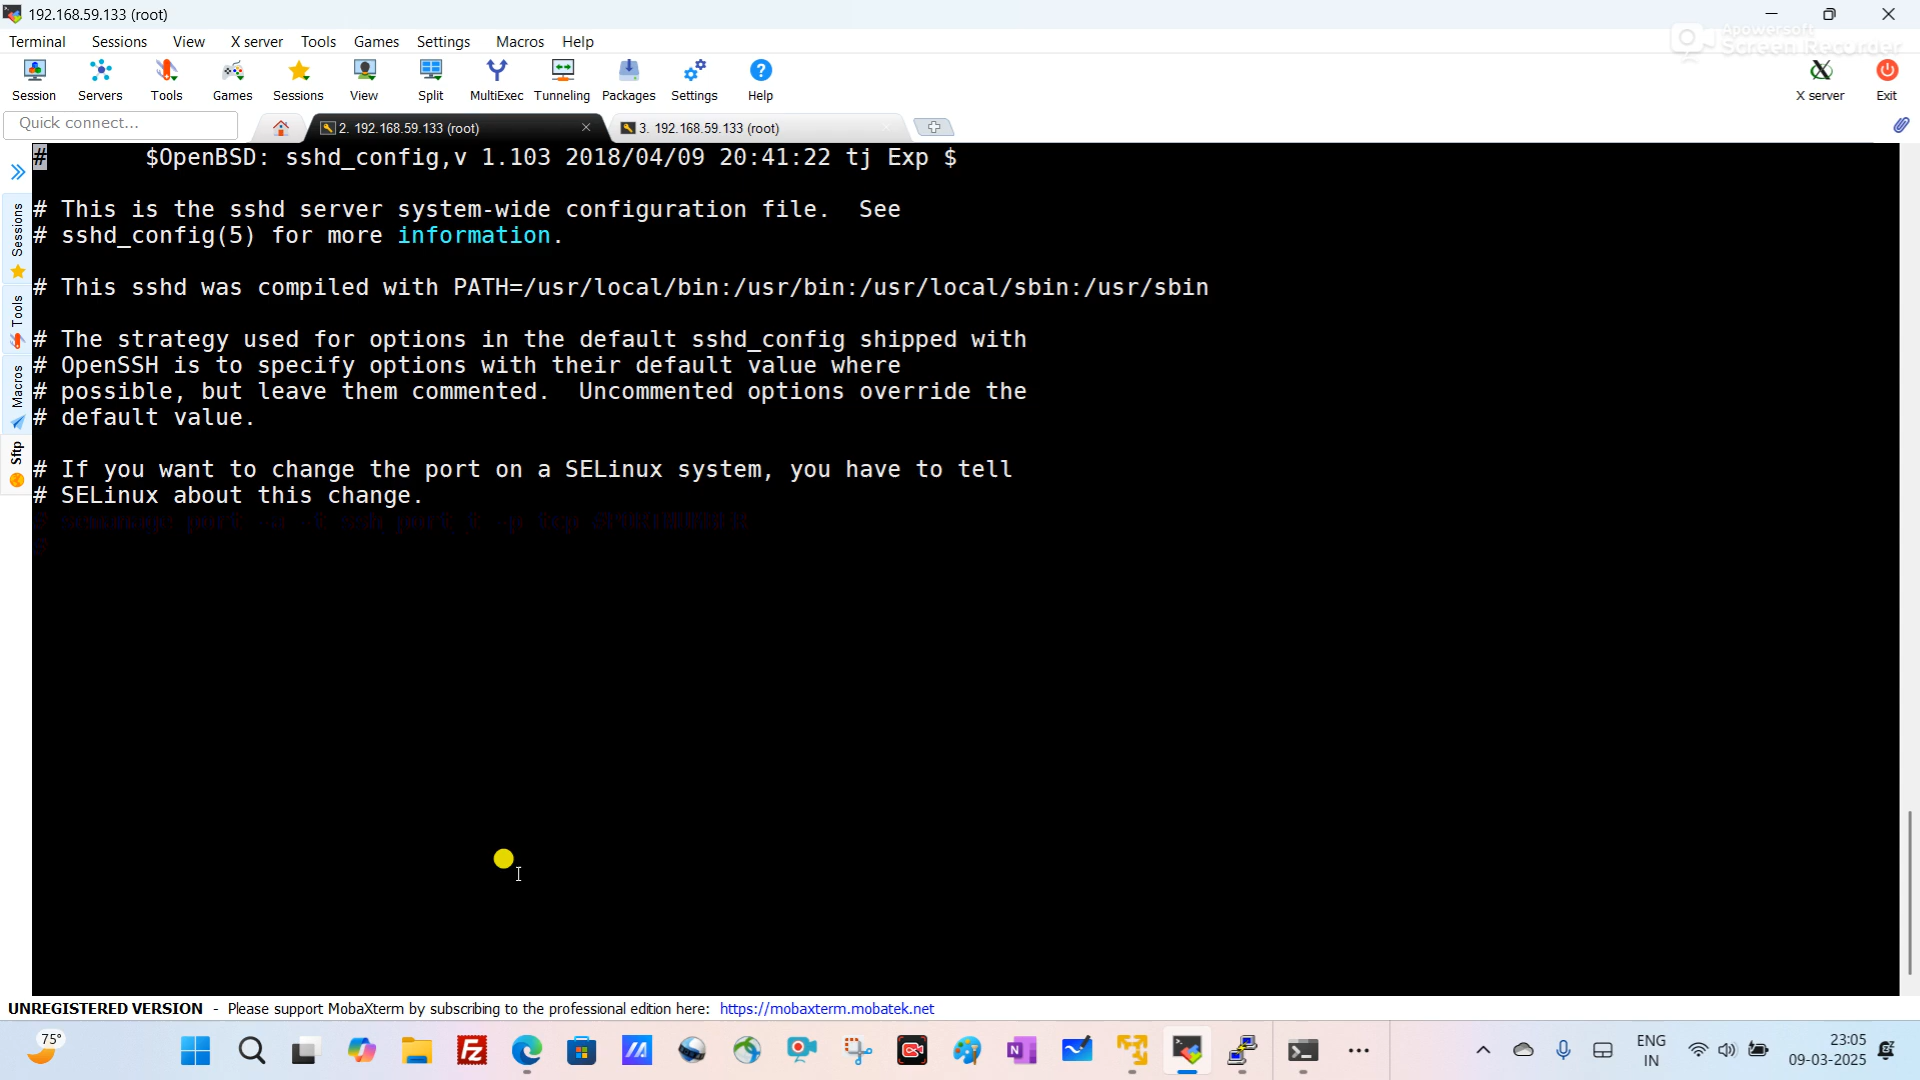 192.168.59.133 (root)
Apowersoft
Screen Recorder
Terminal Sessions View X server Tools Games Settings Macros Help
Session Servers Tools Games Sessions View Split MultiExec Tunneling Packages Settings Help X server Exit
Quick connect... 2. 192.168.59.133 (root) 3. 192.168.59.133 (root)
Sessions
Tools
Macros
Sftp
# $OpenBSD: sshd_config,v 1.103 2018/04/09 20:41:22 tj Exp $
# This is the sshd server system-wide configuration file.  See
# sshd_config(5) for more information.
# This sshd was compiled with PATH=/usr/local/bin:/usr/bin:/usr/local/sbin:/usr/sbin
# The strategy used for options in the default sshd_config shipped with
# OpenSSH is to specify options with their default value where
# possible, but leave them commented.  Uncommented options override the
# default value.
# If you want to change the port on a SELinux system, you have to tell
# SELinux about this change.
# semanage port -a -t ssh_port_t -p tcp #PORTNUMBER
#
UNREGISTERED VERSION - Please support MobaXterm by subscribing to the professional edition here: https://mobaxterm.mobatek.net
75°
ENG
IN
23:05
09-03-2025